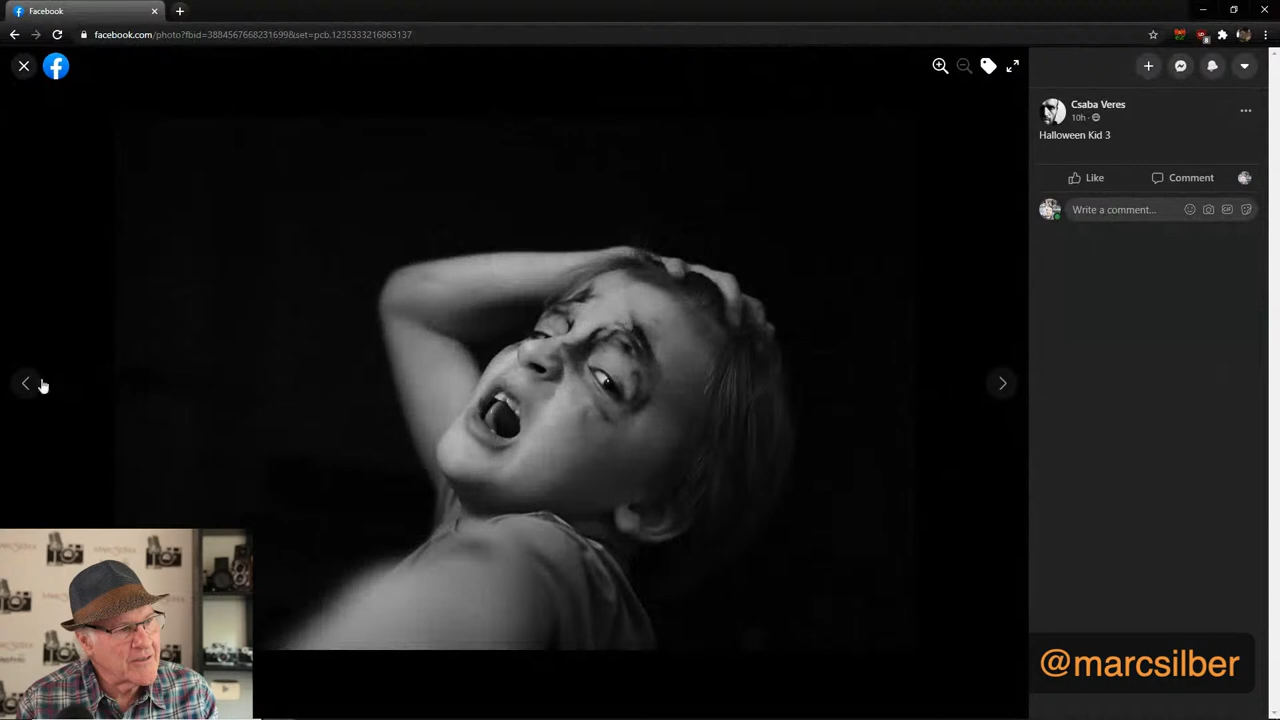 Facebook
facebook.com/photo?fbid=3884567668231699&set=pcb.1235333216863137
Csaba Veres
10h ·
Halloween Kid 3
Like
Comment
Write a comment...
@marcsilber